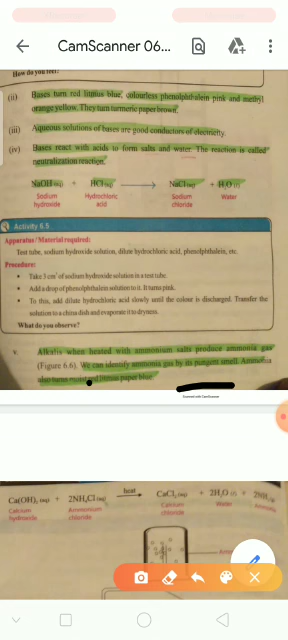 CamScanner 06...
How do you feel?
(ii) Bases turn red litmus blue, colourless phenolphthalein pink and methyl
orange yellow. They turn turmeric paper brown.
(iii) Aqueous solutions of bases are good conductors of electricity.
(iv) Bases react with acids to form salts and water. The reaction is called
neutralization reaction.
NaOH (aq) + HCl (aq) → NaCl (aq) + H₂O (l)
Sodium hydroxide Hydrochloric acid Sodium chloride Water
Activity 6.5
Apparatus/Material required:
Test tube, sodium hydroxide solution, dilute hydrochloric acid, phenolphthalein, etc.
Procedure:
• Take 3 cm³ of sodium hydroxide solution in a test tube.
• Add a drop of phenolphthalein solution to it. It turns pink.
• To this, add dilute hydrochloric acid slowly until the colour is discharged. Transfer the
solution to a china dish and evaporate it to dryness.
What do you observe?
v. Alkalis when heated with ammonium salts produce ammonia gas
(Figure 6.6). We can identify ammonia gas by its pungent smell. Ammonia
also turns moist red litmus paper blue
Scanned with CamScanner
Ca(OH)₂ (aq) + 2NH₄Cl (aq) heat → CaCl₂ (aq) + 2H₂O (l) +
Calcium hydroxide Ammonium chloride Calcium chloride Water